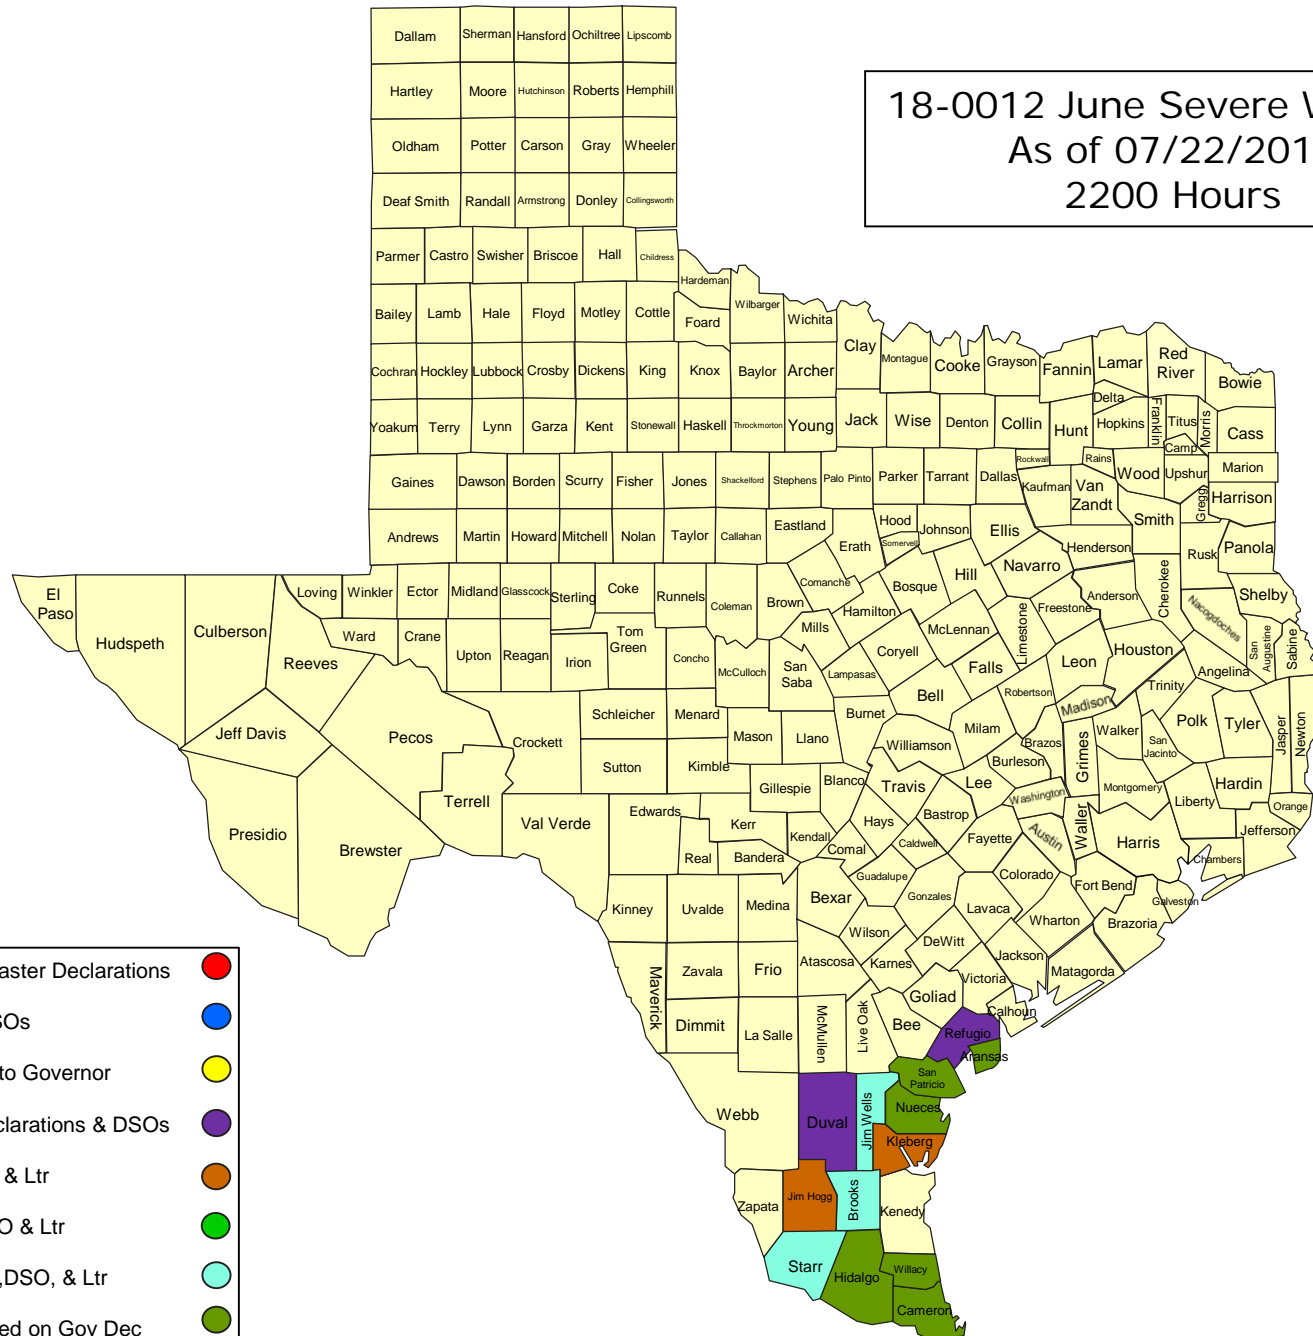 Dallam Sherman Hansford Ochiltree Lipscomb
Hartley Moore Hutchinson Roberts Hemphill
18-0012 June Severe
As of 07/22/201
2200 Hours
Oldham Potter Carson Gray Wheeler
Deaf Smith Randall Armstrong Donley Collingsworth
Parmer Castro Swisher Briscoe Hall Childress
Hardeman
Wilbarger
Bailey Lamb Hale Floyd Motley Cottle Foard Wichita
Clay Montague Cooke Grayson Fannin Lamar Red
River
Bowie
Cochran Hockley Lubbock Crosby Dickens King Knox Baylor Archer
Delta
Yoakum Terry Lynn Garza Kent Stonewall Haskell Throckmorton Young Jack Wise Denton Collin Hunt Hopkins Franklin Titus Morris Cass
Camp
Rockwall Rains
Gaines Dawson Borden Scurry Fisher Jones Shackelford Stephens Palo Pinto Parker Tarrant Dallas Kaufman Van
Zandt
Wood Upshur Marion
Gregg Harrison
Andrews Martin Howard Mitchell Nolan Taylor Callahan Eastland Hood Johnson Ellis Smith
Erath Somervell Henderson Rusk Panola
El
Paso
Hudspeth Culberson Loving Winkler Ector Midland Glasscock Sterling Coke Runnels Coleman Brown Comanche Bosque Hill Navarro Anderson Cherokee Shelby
Hamilton Freestone Nacogdoches
Reeves Ward Crane Upton Reagan Irion Tom
Green
Concho McCulloch San
Saba
Mills McLennan Limestone Houston San
Augustine
Sabine
Lampasas Coryell Falls Leon Angelina
Bell Robertson Trinity
Jeff Davis Pecos Crockett Schleicher Menard Mason Llano Burnet Milam Madison Walker San
Jacinto
Polk Tyler Jasper Newton
Williamson Brazos Grimes
Sutton Kimble Burleson
Terrell Gillespie Blanco Travis Lee Washington Montgomery Liberty Hardin Orange
Presidio Brewster Val Verde Edwards Kerr Kendall Hays Bastrop Austin Waller Harris Jefferson
Real Bandera Comal Caldwell Fayette Chambers
Guadalupe Colorado Fort Bend
Kinney Uvalde Medina Bexar Gonzales Lavaca Wharton Brazoria Galveston
Wilson DeWitt
Maverick Zavala Frio Atascosa Karnes Jackson Matagorda
Victoria
Goliad Calhoun
Dimmit La Salle McMullen Live Oak Bee Refugio
Aransas
San
Patricio
Webb Duval Jim Wells Nueces
Kleberg
Zapata Jim Hogg Brooks Kenedy
Starr Hidalgo Willacy
Cameron
aster Declarations
SOs
to Governor
clarations & DSOs
& Ltr
O & Ltr
,DSO, & Ltr
ed on Gov Dec